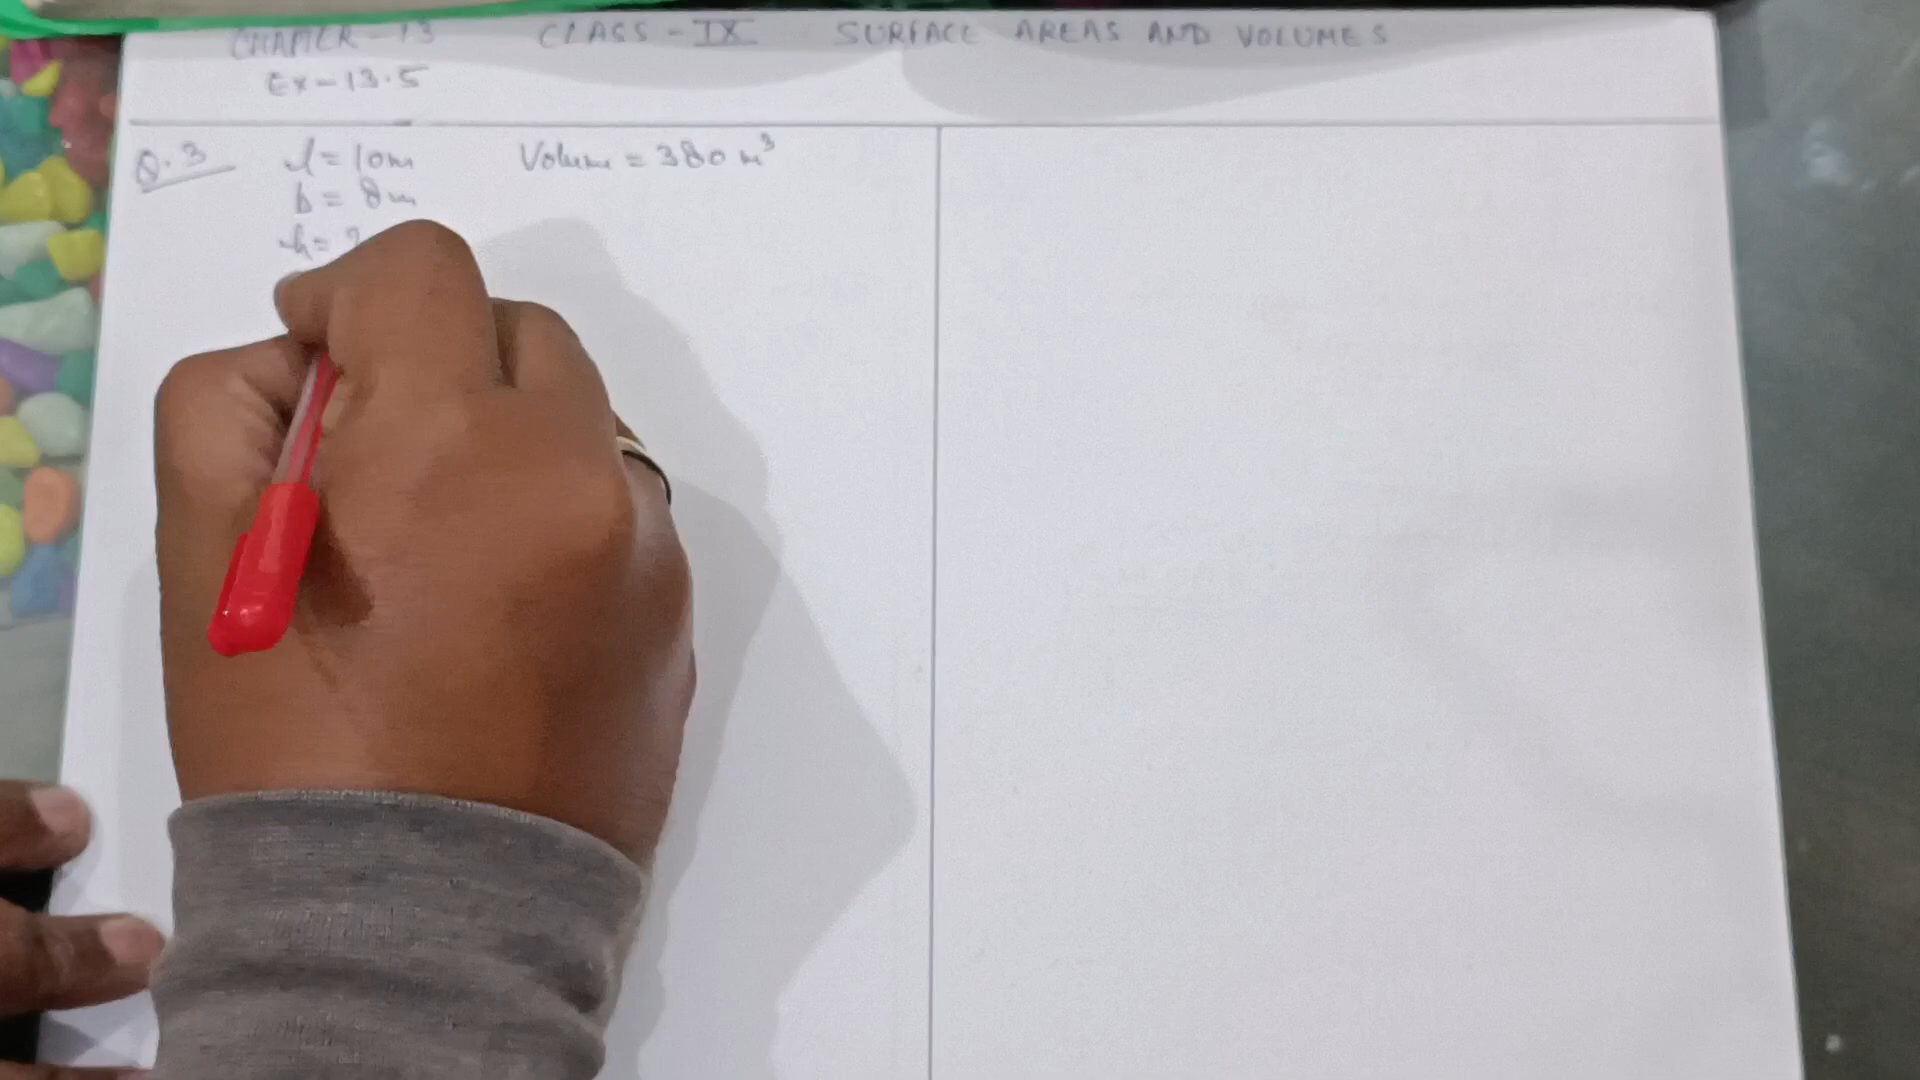 CHAPTER-13 CLASS-IX SURFACE AREAS AND VOLUMES
Ex-13.5
Q.3 l=10m Volume = 380 m³
b = 8m
h= ?